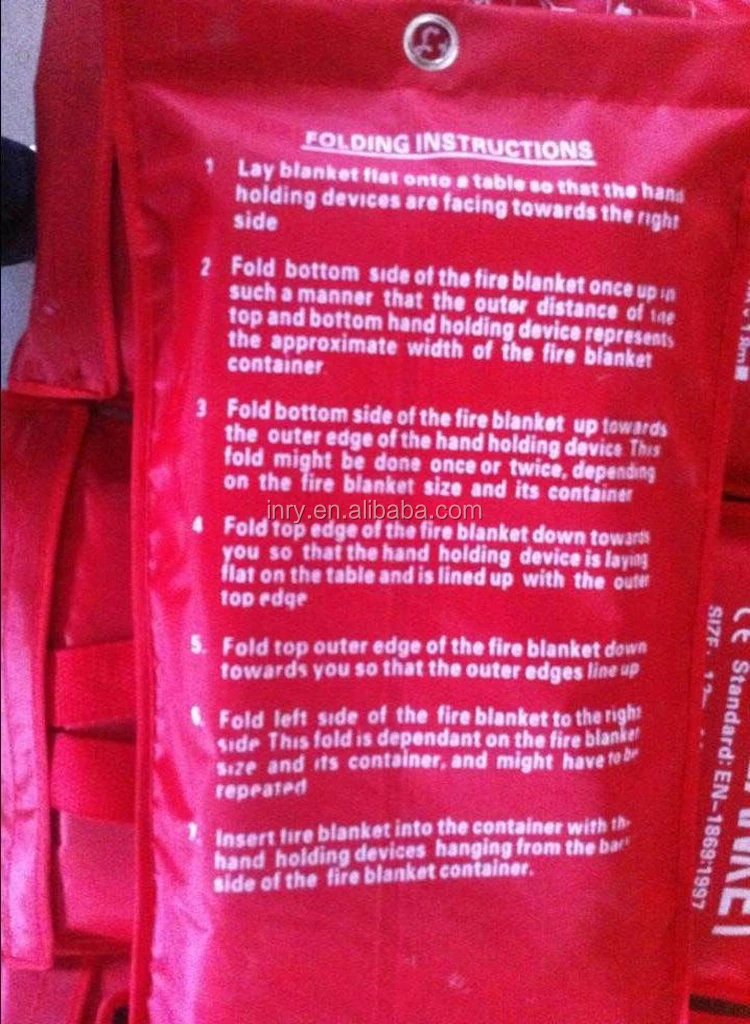 FOLDING INSTRUCTIONS
1 Lay blanket flat onto a table so that the hand
holding devices are facing towards the right
side
2 Fold bottom side of the fire blanket once up in
such a manner that the outer distance of the
top and bottom hand holding device represents
the approximate width of the fire blanket
container.
3 Fold bottom side of the fire blanket up towards
the outer edge of the hand holding device This
fold might be done once or twice, depending
on the fire blanket size and its container
inry.en.alibaba.com
4 Fold top edge of the fire blanket down towards
you so that the hand holding device is laying
flat on the table and is lined up with the outer
top edge
5. Fold top outer edge of the fire blanket down
towards you so that the outer edges line up
6. Fold left side of the fire blanket to the right
side This fold is dependant on the fire blanket
size and its container, and might have to be
repeated
7. Insert fire blanket into the container with the
hand holding devices hanging from the
side of the fire blanket container.
SIZE:
CE Standard: EN-1869:1997